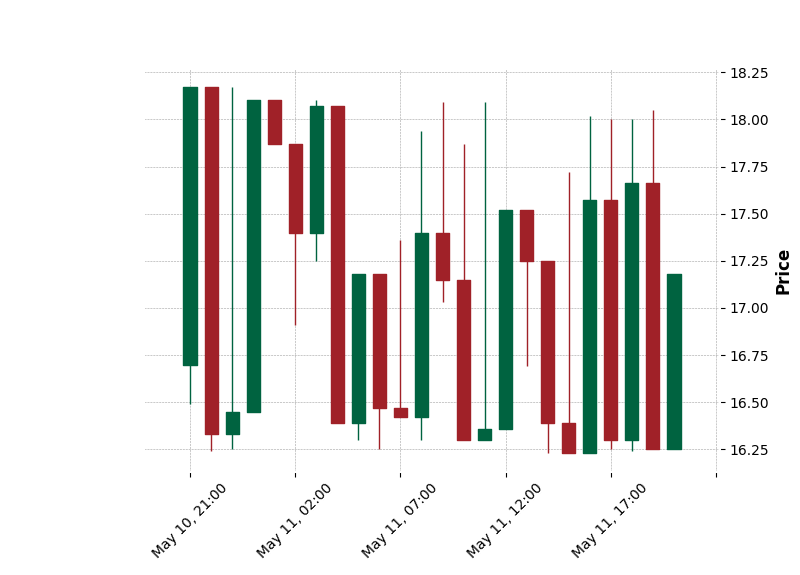 18.25
18.00
17.75
17.50
17.25
17.00
16.75
16.50
16.25
Price
May 10, 21:00
May 11, 02:00
May 11, 07:00
May 11, 12:00
May 11, 17:00